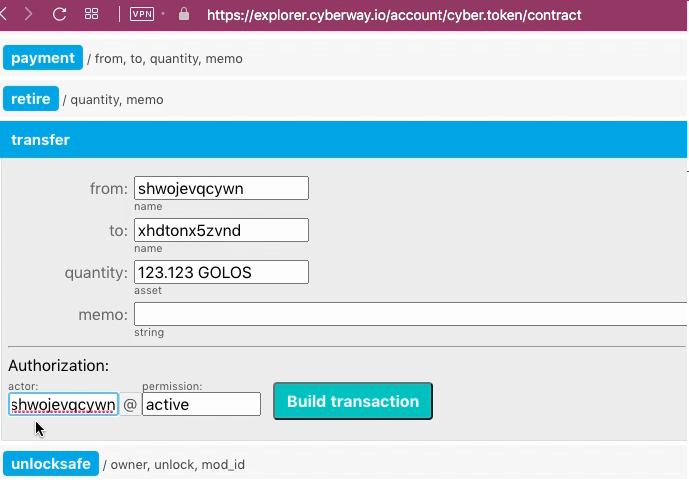 VPN https://explorer.cyberway.io/account/cyber.token/contract
payment / from, to, quantity, memo
retire / quantity, memo
transfer
from: shwojevqcywn
name
to: xhdtonx5zvnd
name
quantity: 123.123 GOLOS
asset
memo:
string
Authorization:
actor: permission:
shwojevqcywn @ active Build transaction
unlocksafe / owner, unlock, mod_id